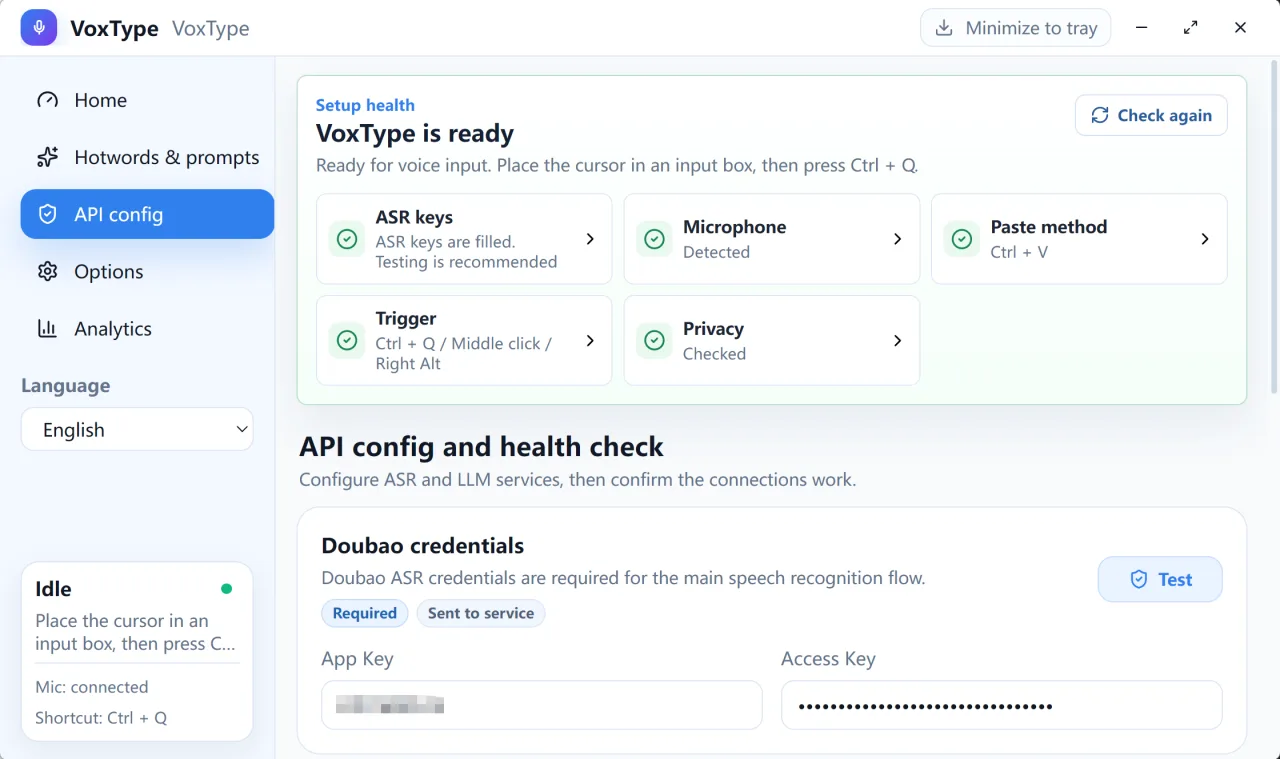 VoxType VoxType
Minimize to tray
Home
Hotwords & prompts
API config
Options
Analytics
Language
English
Idle
Place the cursor in an
input box, then press C...
Mic: connected
Shortcut: Ctrl + Q
Setup health
VoxType is ready
Ready for voice input. Place the cursor in an input box, then press Ctrl + Q.
Check again
ASR keys
ASR keys are filled.
Testing is recommended
Microphone
Detected
Paste method
Ctrl + V
Trigger
Ctrl + Q / Middle click /
Right Alt
Privacy
Checked
API config and health check
Configure ASR and LLM services, then confirm the connections work.
Doubao credentials
Doubao ASR credentials are required for the main speech recognition flow.
Required
Sent to service
Test
App Key
Access Key
••••••••••••••••••••••••••••••••